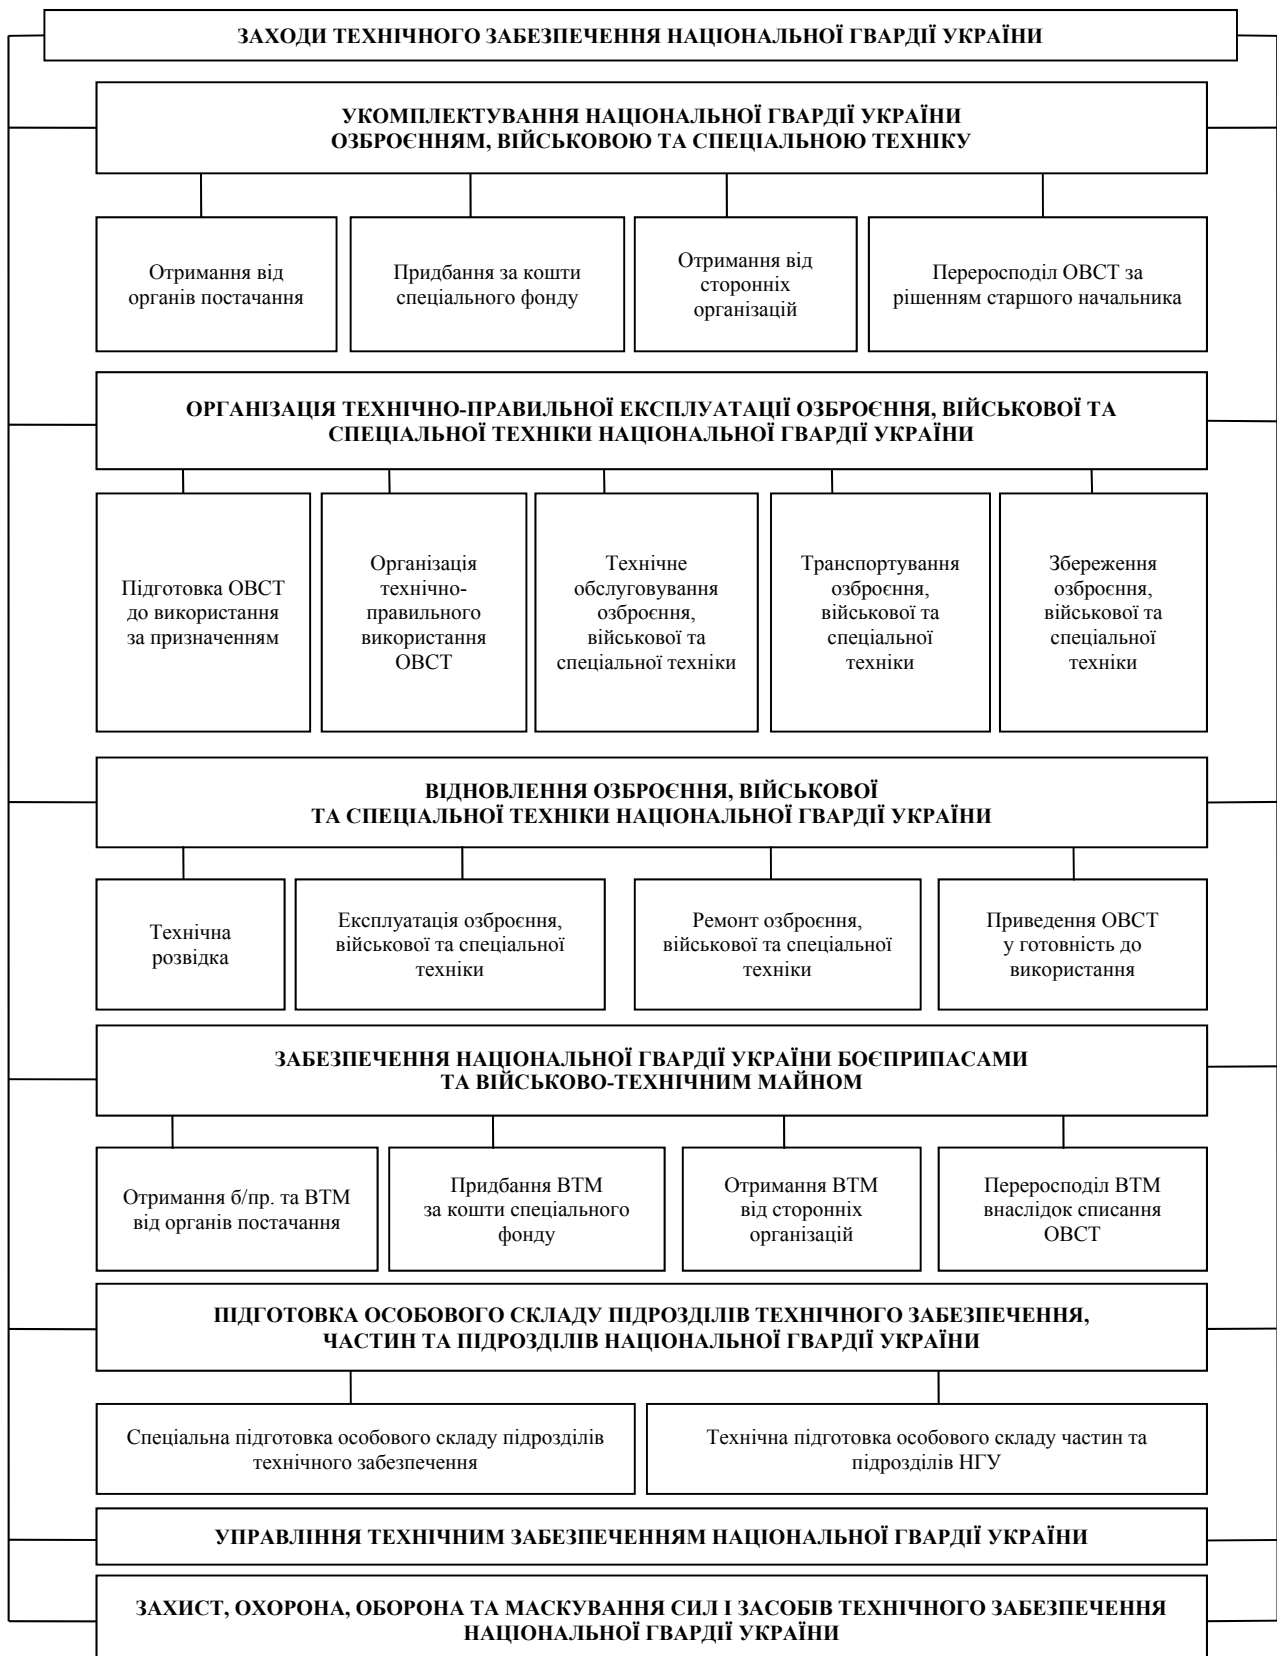 ЗАХОДИ ТЕХНІЧНОГО ЗАБЕЗПЕЧЕННЯ НАЦІОНАЛЬНОЇ ГВАРДІЇ УКРАЇНИ
УКОМПЛЕКТУВАННЯ НАЦІОНАЛЬНОЇ ГВАРДІЇ УКРАЇНИ
ОЗБРОЄННЯМ, ВІЙСЬКОВОЮ ТА СПЕЦІАЛЬНОЮ ТЕХНІКУ
Отримання від
органів постачання
Придбання за кошти
спеціального фонду
Отримання від
сторонніх
організацій
Переросподіл ОВСТ за
рішенням старшого начальника
ОРГАНІЗАЦІЯ ТЕХНІЧНО-ПРАВИЛЬНОЇ ЕКСПЛУАТАЦІЇ ОЗБРОЄННЯ, ВІЙСЬКОВОЇ ТА
СПЕЦІАЛЬНОЇ ТЕХНІКИ НАЦІОНАЛЬНОЇ ГВАРДІЇ УКРАЇНИ
Підготовка ОВСТ
до використання
за призначенням
Організація
технічно-
правильного
використання
ОВСТ
Технічне
обслуговування
озброєння,
військової та
спеціальної техніки
Транспортування
озброєння,
військової та
спеціальної
техніки
Збереження
озброєння,
військової та
спеціальної
техніки
ВІДНОВЛЕННЯ ОЗБРОЄННЯ, ВІЙСЬКОВОЇ
ТА СПЕЦІАЛЬНОЇ ТЕХНІКИ НАЦІОНАЛЬНОЇ ГВАРДІЇ УКРАЇНИ
Технічна
розвідка
Експлуатація озброєння,
військової та спеціальної
техніки
Ремонт озброєння,
військової та спеціальної
техніки
Приведення ОВСТ
у готовність до
використання
ЗАБЕЗПЕЧЕННЯ НАЦІОНАЛЬНОЇ ГВАРДІЇ УКРАЇНИ БОЄПРИПАСАМИ
ТА ВІЙСЬКОВО-ТЕХНІЧНИМ МАЙНОМ
Отримання б/пр. та ВТМ
від органів постачання
Придбання ВТМ
за кошти спеціального
фонду
Отримання ВТМ
від сторонніх
організацій
Переросподіл ВТМ
внаслідок списання
ОВСТ
ПІДГОТОВКА ОСОБОВОГО СКЛАДУ ПІДРОЗДІЛІВ ТЕХНІЧНОГО ЗАБЕЗПЕЧЕННЯ,
ЧАСТИН ТА ПІДРОЗДІЛІВ НАЦІОНАЛЬНОЇ ГВАРДІЇ УКРАЇНИ
Спеціальна підготовка особового складу підрозділів
технічного забезпечення
Технічна підготовка особового складу частин та
підрозділів НГУ
УПРАВЛІННЯ ТЕХНІЧНИМ ЗАБЕЗПЕЧЕННЯМ НАЦІОНАЛЬНОЇ ГВАРДІЇ УКРАЇНИ
ЗАХИСТ, ОХОРОНА, ОБОРОНА ТА МАСКУВАННЯ СИЛ І ЗАСОБІВ ТЕХНІЧНОГО ЗАБЕЗПЕЧЕННЯ
НАЦІОНАЛЬНОЇ ГВАРДІЇ УКРАЇНИ